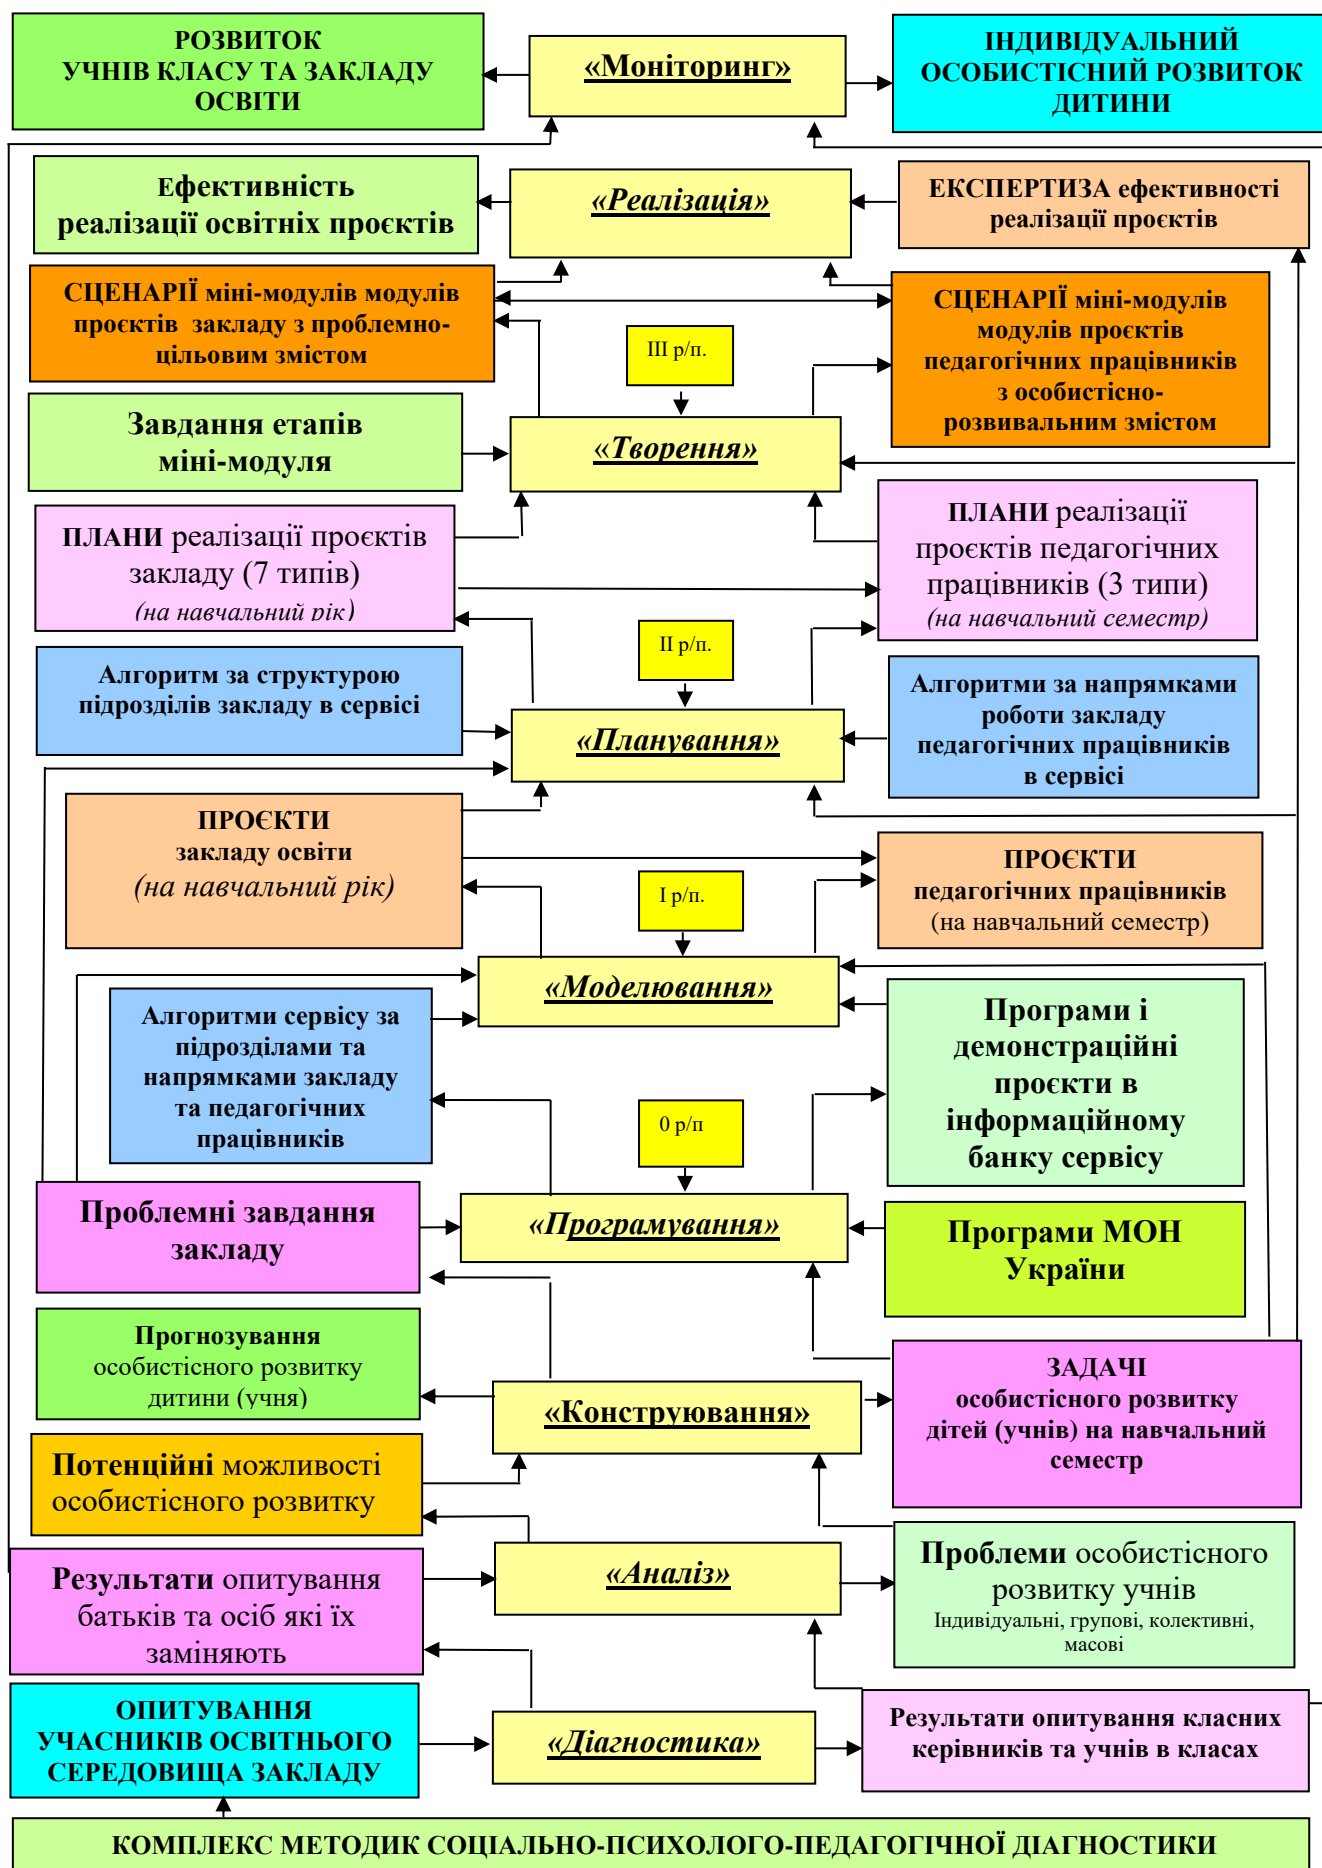 РОЗВИТОК
УЧНІВ КЛАСУ ТА ЗАКЛАДУ
ОСВІТИ
«Моніторинг»
ІНДИВІДУАЛЬНИЙ
ОСОБИСТІСНИЙ РОЗВИТОК
ДИТИНИ
Ефективність
реалізації освітніх проєктів
«Реалізація»
ЕКСПЕРТИЗА ефективності
реалізації проєктів
СЦЕНАРІЇ міні-модулів модулів
проєктів закладу з проблемно-
цільовим змістом
ІІІ р/п.
СЦЕНАРІЇ міні-модулів
модулів проєктів
педагогічних працівників
з особистісно-
розвивальним змістом
Завдання етапів
міні-модуля
«Творення»
ПЛАНИ реалізації проєктів
закладу (7 типів)
(на навчальний рік)
ПЛАНИ реалізації
проєктів педагогічних
працівників (3 типи)
(на навчальний семестр)
ІІ р/п.
Алгоритм за структурою
підрозділів закладу в сервісі
«Планування»
Алгоритми за напрямками
роботи закладу
педагогічних працівників
в сервісі
ПРОЄКТИ
закладу освіти
(на навчальний рік)
І р/п.
ПРОЄКТИ
педагогічних працівників
(на навчальний семестр)
«Моделювання»
Алгоритми сервісу за
підрозділами та
напрямками закладу
та педагогічних
працівників
Програми і
демонстраційні
проєкти в
інформаційному
банку сервісу
0 р/п
Проблемні завдання
закладу
«Програмування»
Програми МОН
України
Прогнозування
особистісного розвитку
дитини (учня)
«Конструювання»
ЗАДАЧІ
особистісного розвитку
дітей (учнів) на навчальний
семестр
Потенційні можливості
особистісного розвитку
«Аналіз»
Проблеми особистісного
розвитку учнів
Індивідуальні, групові, колективні,
масові
Результати опитування
батьків та осіб які їх
заміняють
ОПИТУВАННЯ
УЧАСНИКІВ ОСВІТНЬОГО
СЕРЕДОВИЩА ЗАКЛАДУ
«Діагностика»
Результати опитування класних
керівників та учнів в класах
КОМПЛЕКС МЕТОДИК СОЦІАЛЬНО-ПСИХОЛОГО-ПЕДАГОГІЧНОЇ ДІАГНОСТИКИ